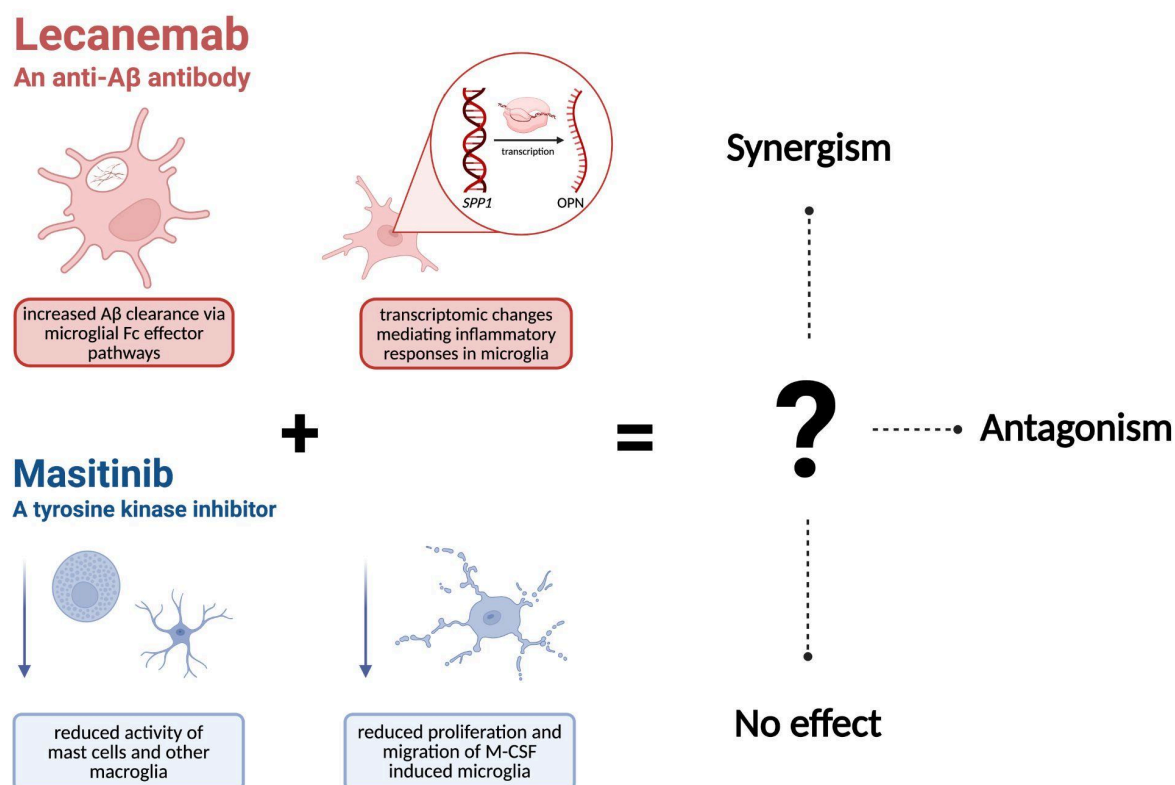 Lecanemab
An anti-Aβ antibody
transcription
SPP1
OPN
increased Aβ clearance via
microglial Fc effector
pathways
transcriptomic changes
mediating inflammatory
responses in microglia
+
=
?
Synergism
Antagonism
No effect
Masitinib
A tyrosine kinase inhibitor
reduced activity of
mast cells and other
macroglia
reduced proliferation and
migration of M-CSF
induced microglia